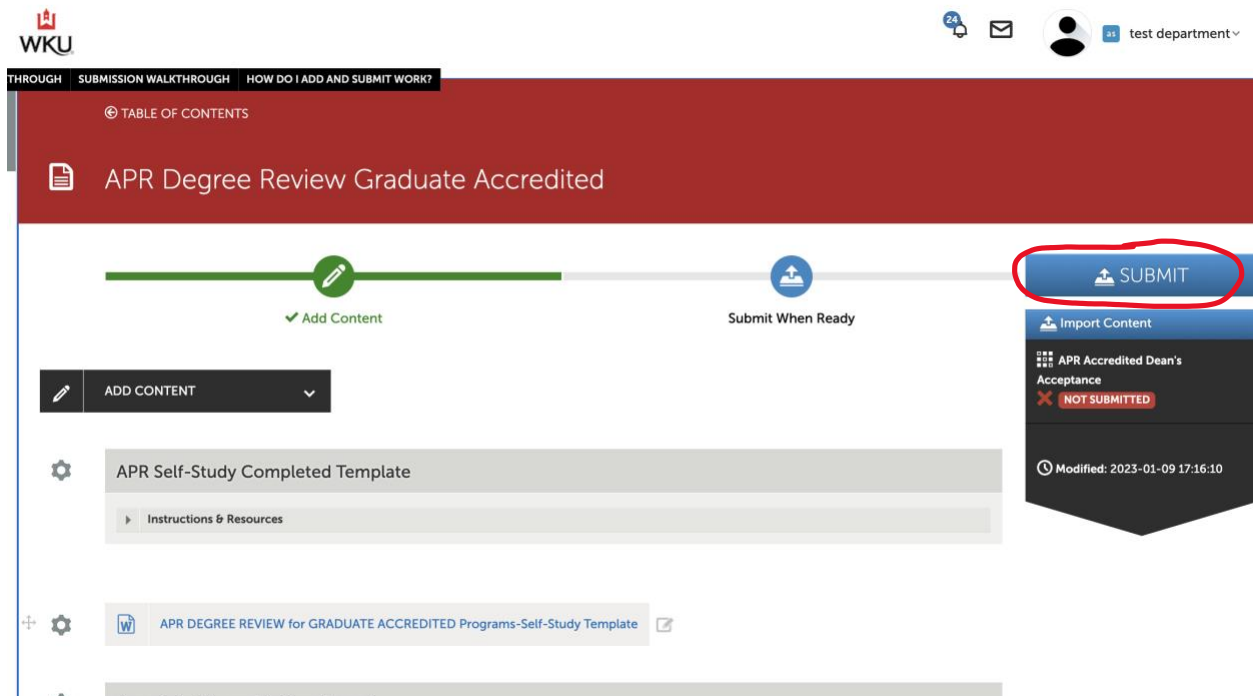 WKU
24
as test department
THROUGH SUBMISSION WALKTHROUGH HOW DO I ADD AND SUBMIT WORK?
TABLE OF CONTENTS
APR Degree Review Graduate Accredited
SUBMIT
Add Content
Submit When Ready
Import Content
APR Accredited Dean's
Acceptance
NOT SUBMITTED
ADD CONTENT
Modified: 2023-01-09 17:16:10
APR Self-Study Completed Template
Instructions & Resources
APR DEGREE REVIEW for GRADUATE ACCREDITED Programs-Self-Study Template